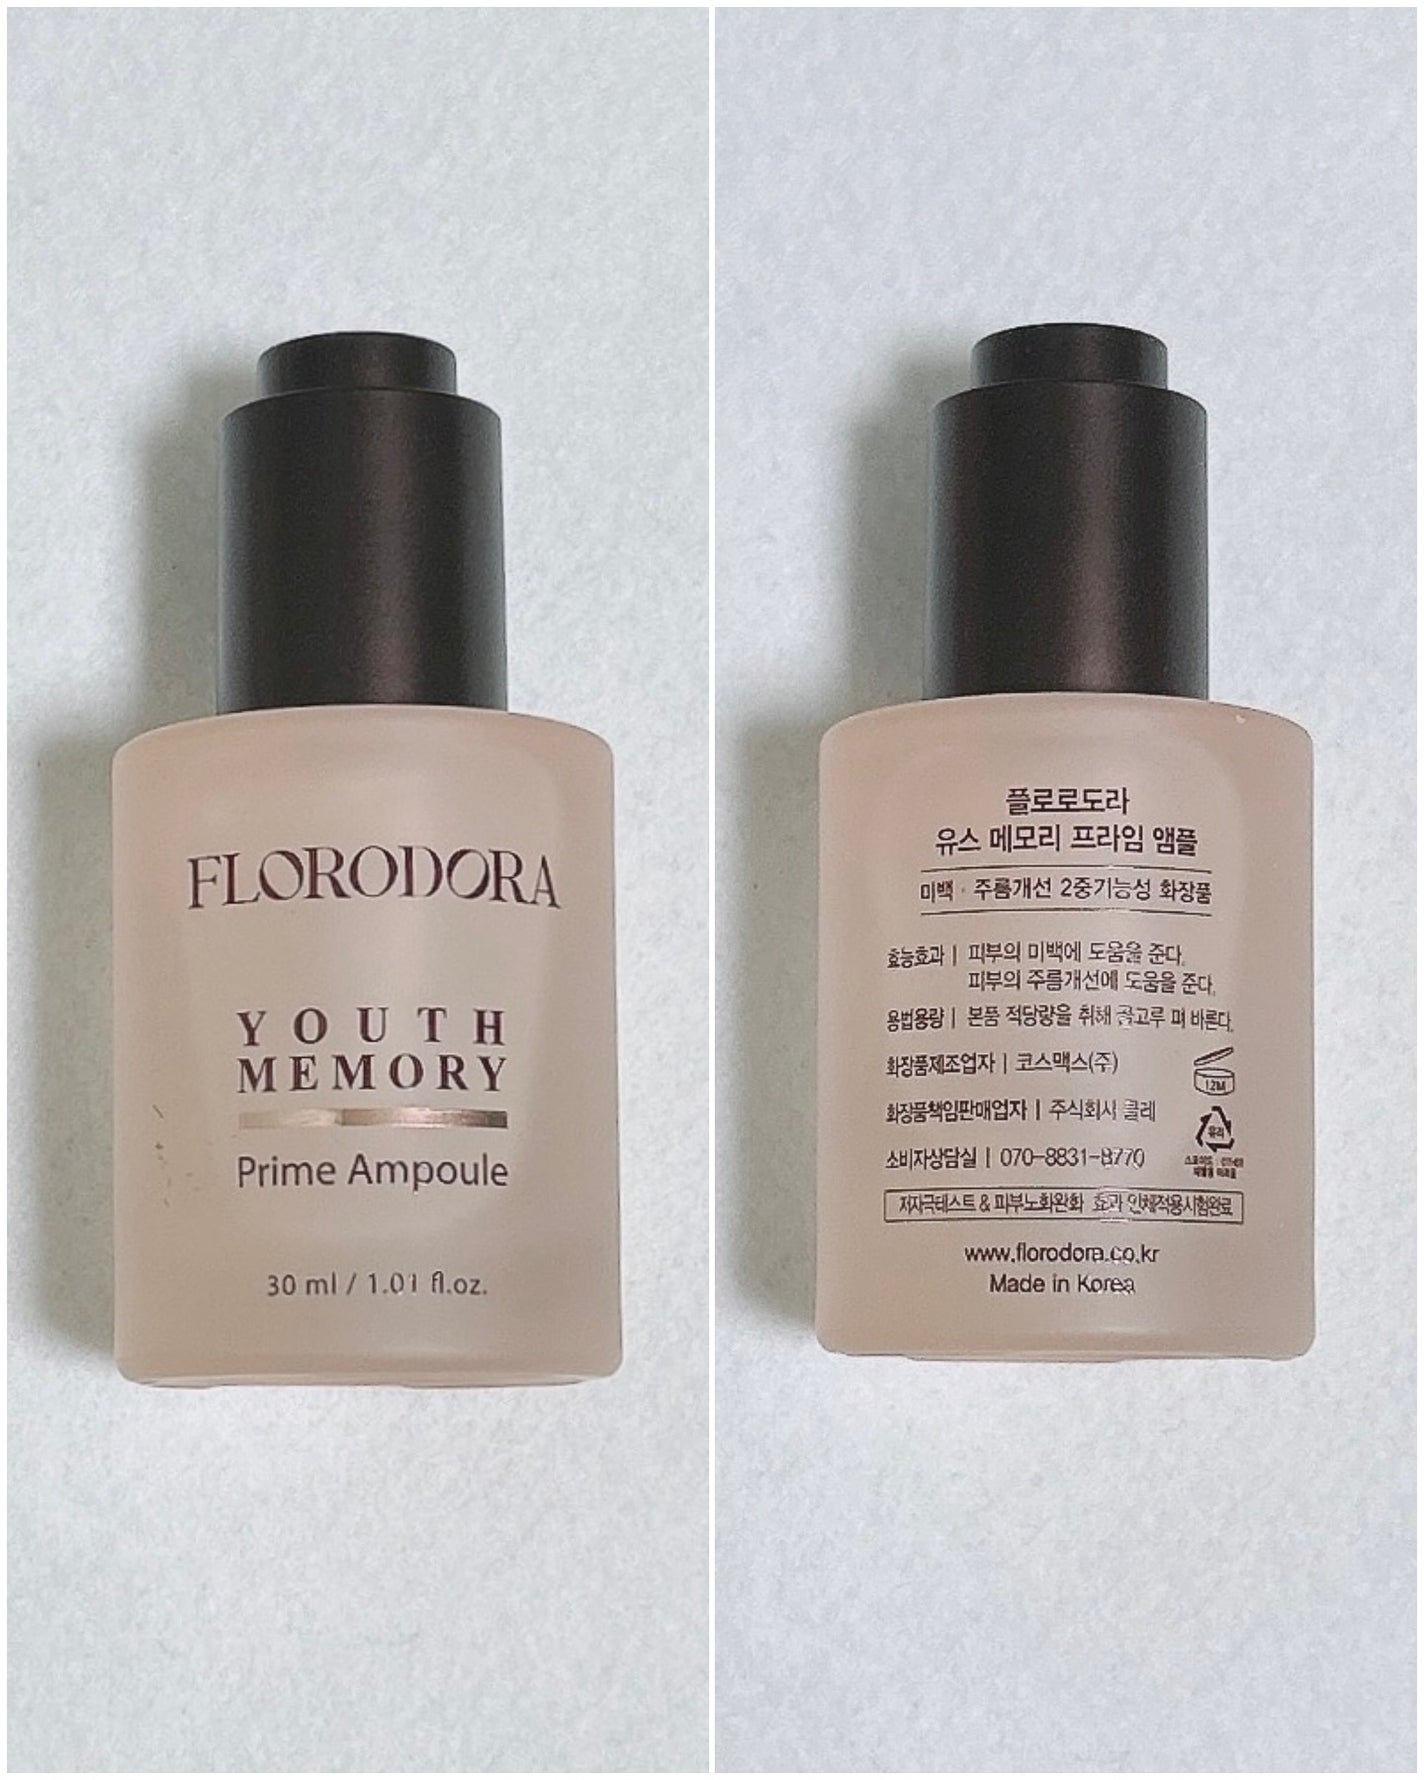 FLORODORA
YOUTH
MEMORY
Prime Ampoule
30 ml / 1.01 fl.oz.
플로로도라
유스 메모리 프라임 앰플
미백 · 주름개선 2중기능성 화장품
효능효과 | 피부의 미백에 도움을 준다.
피부의 주름개선에 도움을 준다.
용법용량 | 본품 적당량을 취해 골고루 펴 바른다.
화장품제조업자 | 코스맥스(주)
12M
화장품책임판매업자 | 주식회사 클레
유리
소비자상담실 | 070-8831-8770
저자극테스트 & 피부노화완화 효과 인체적용시험완료
www.florodora.co.kr
Made in Korea